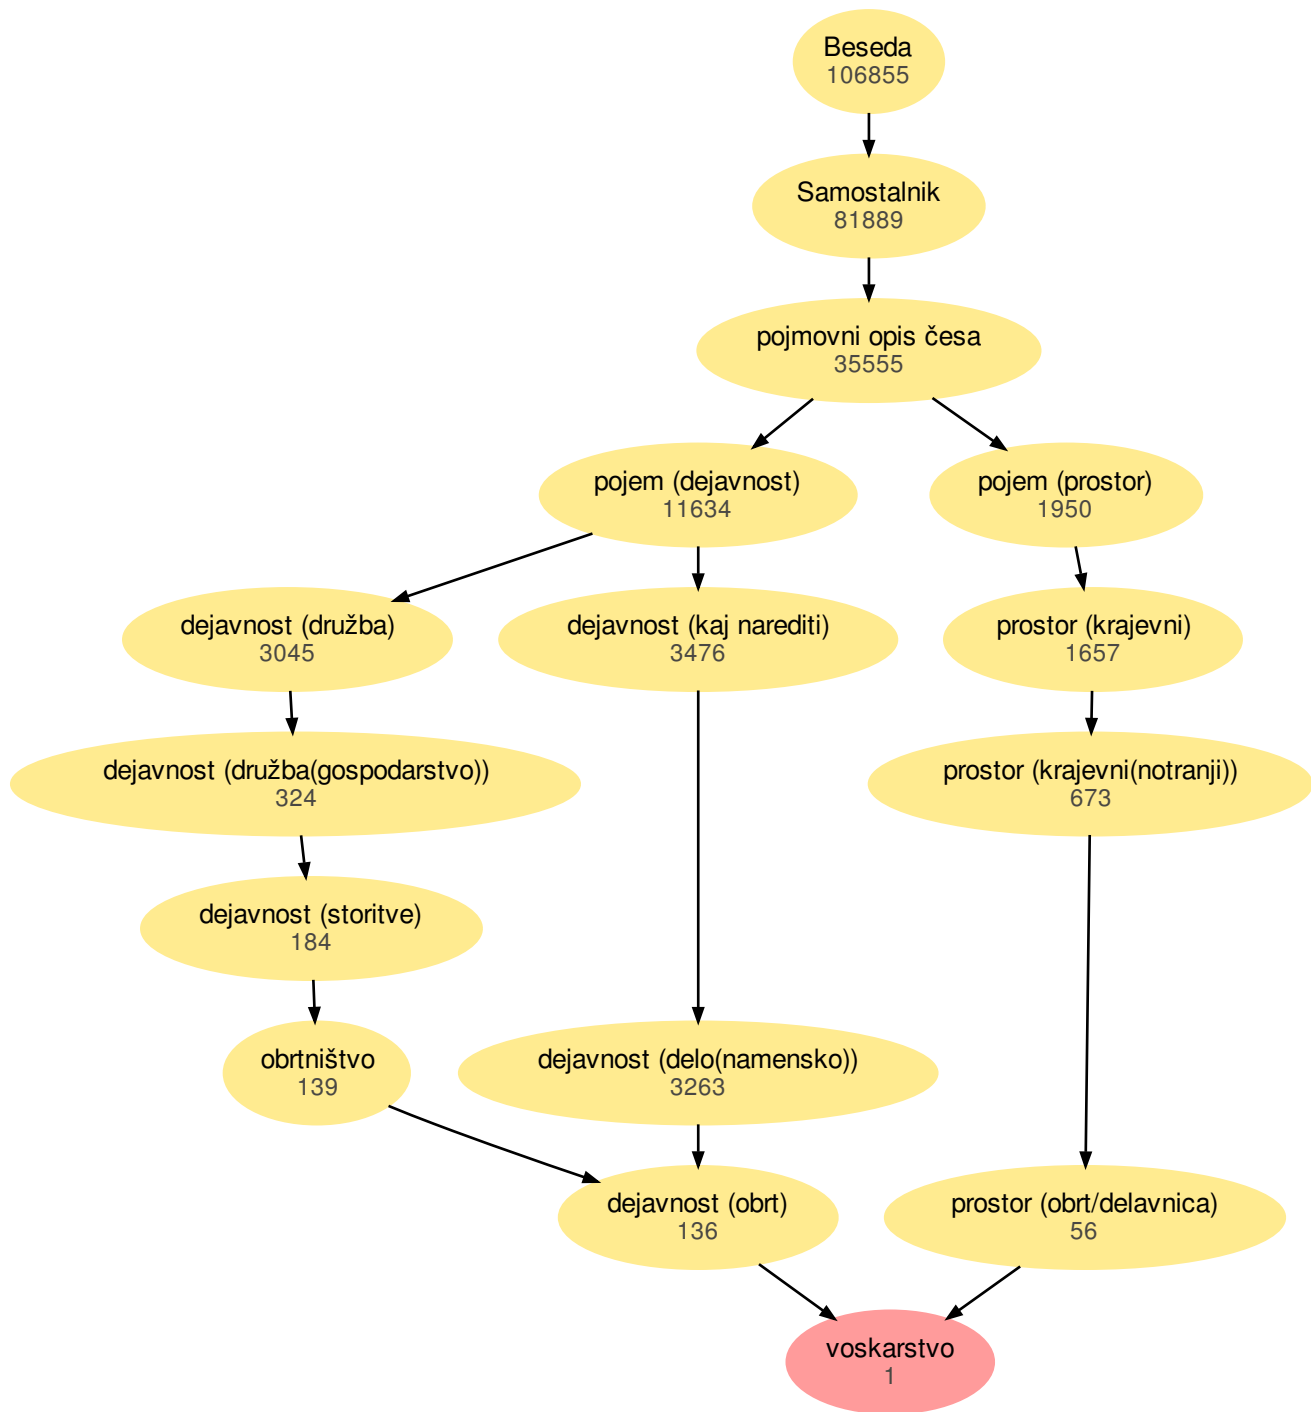 Beseda
106855
Samostalnik
81889
pojmovni opis česa
35555
pojem (dejavnost)
11634
pojem (prostor)
1950
dejavnost (družba)
3045
dejavnost (kaj narediti)
3476
prostor (krajevni)
1657
dejavnost (družba(gospodarstvo))
324
prostor (krajevni(notranji))
673
dejavnost (storitve)
184
obrtništvo
139
dejavnost (delo(namensko))
3263
dejavnost (obrt)
136
prostor (obrt/delavnica)
56
voskarstvo
1